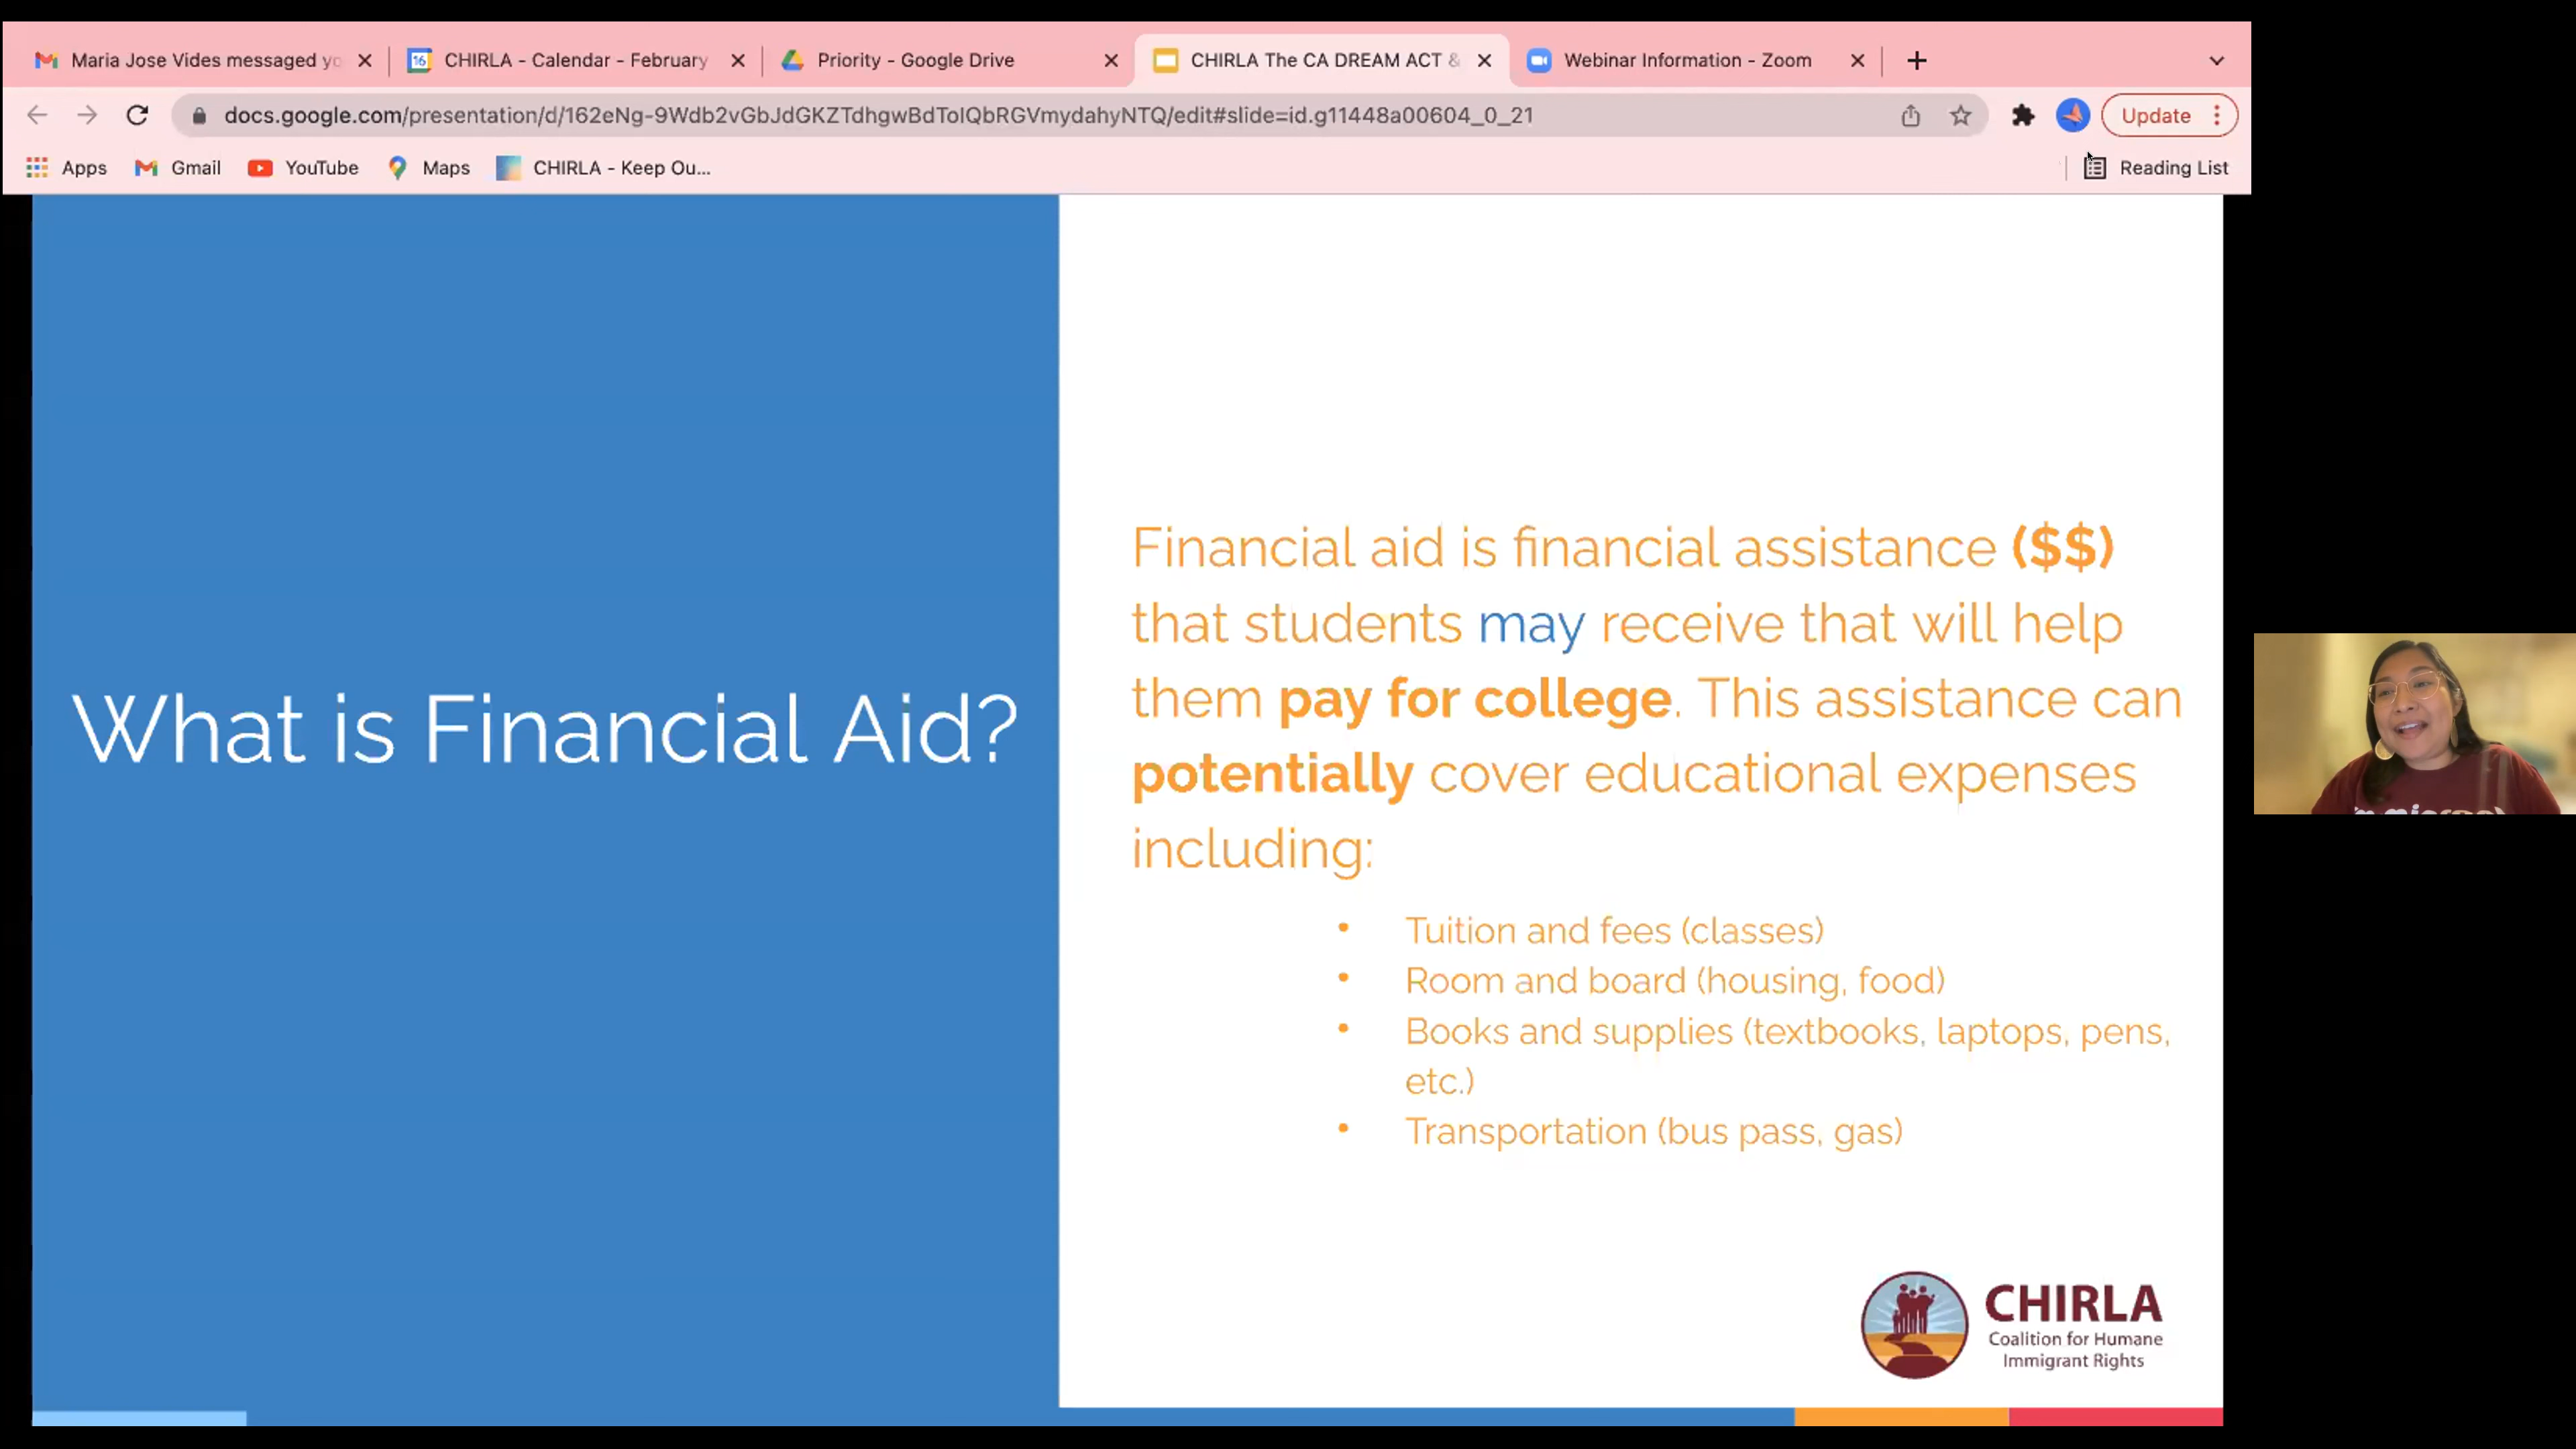 Maria Jose Vides messaged yo
CHIRLA - Calendar - February
Priority - Google Drive
CHIRLA The CA DREAM ACT &
Webinar Information - Zoom
docs.google.com/presentation/d/162eNg-9Wdb2vGbJdGKZTdhgwBdToIQbRGVmydahyNTQ/edit#slide=id.g11448a00604_0_21
Update
Apps
Gmail
YouTube
Maps
CHIRLA - Keep Ou...
Reading List
What is Financial Aid?
Financial aid is financial assistance ($$)
that students may receive that will help
them pay for college. This assistance can
potentially cover educational expenses
including:
• Tuition and fees (classes)
• Room and board (housing, food)
• Books and supplies (textbooks, laptops, pens,
etc.)
• Transportation (bus pass, gas)
CHIRLA
Coalition for Humane
Immigrant Rights